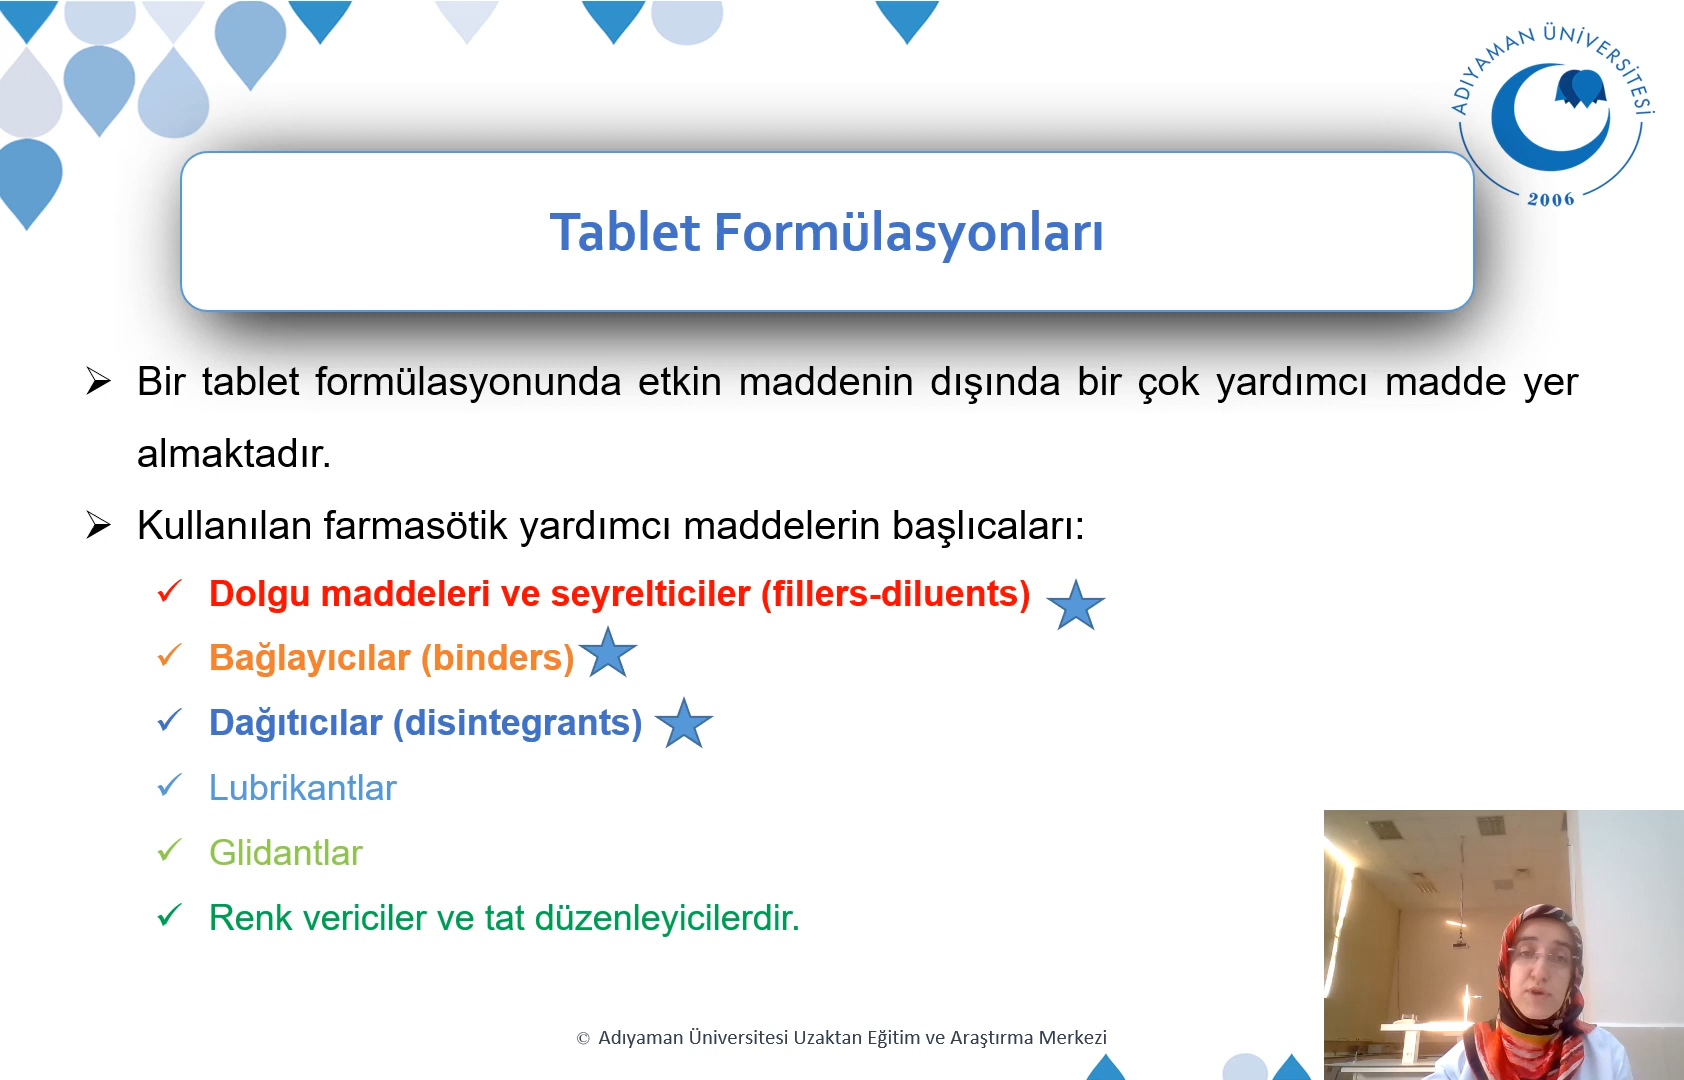 ADIYAMAN ÜNİVERSİTESİ
2006
Tablet Formülasyonları
Bir tablet formülasyonunda etkin maddenin dışında bir çok yardımcı madde yer
almaktadır.
Kullanılan farmasötik yardımcı maddelerin başlıcaları:
Dolgu maddeleri ve seyrelticiler (fillers-diluents)
Bağlayıcılar (binders)
Dağıtıcılar (disintegrants)
Lubrikantlar
Glidantlar
Renk vericiler ve tat düzenleyicilerdir.
© Adıyaman Üniversitesi Uzaktan Eğitim ve Araştırma Merkezi